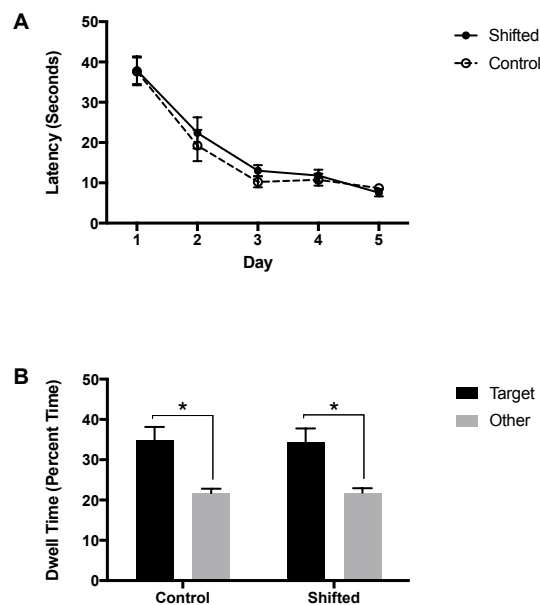 A
50
40
30
20
10
0
Latency (Seconds)
1 2 3 4 5
Day
Shifted
Control
B
50
40
30
20
10
0
Dwell Time (Percent Time)
* *
Control Shifted
Target
Other